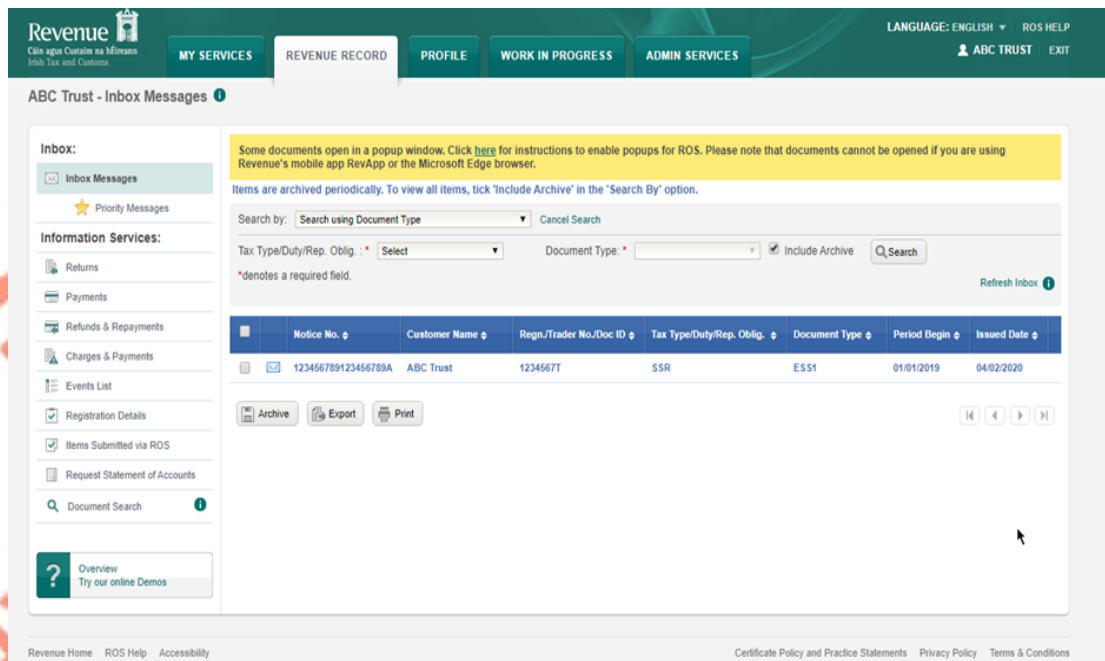 LANGUAGE: ENGLISH ROS HELP
Revenue
Cáin agus Custaim na hÉireann
Irish Tax and Customs
MY SERVICES REVENUE RECORD PROFILE WORK IN PROGRESS ADMIN SERVICES
ABC TRUST EXIT
ABC Trust - Inbox Messages i
Inbox:
Inbox Messages
Priority Messages
Information Services:
Returns
Payments
Refunds & Repayments
Charges & Payments
Events List
Registration Details
Items Submitted via ROS
Request Statement of Accounts
Document Search i
?
Overview
Try our online Demos
Some documents open in a popup window. Click here for instructions to enable popups for ROS. Please note that documents cannot be opened if you are using
Revenue's mobile app RevApp or the Microsoft Edge browser.
Items are archived periodically. To view all items, tick 'Include Archive' in the 'Search By' option.
Search by: Search using Document Type Cancel Search
Tax Type/Duty/Rep. Oblig. : * Select Document Type: * Include Archive Search
*denotes a required field.
Refresh Inbox i
Notice No. Customer Name Regn./Trader No./Doc ID Tax Type/Duty/Rep. Oblig. Document Type Period Begin Issued Date
123456789123456789A ABC Trust 1234567T SSR ESS1 01/01/2019 04/02/2020
Archive Export Print
Revenue Home ROS Help Accessibility Certificate Policy and Practice Statements Privacy Policy Terms & Conditions